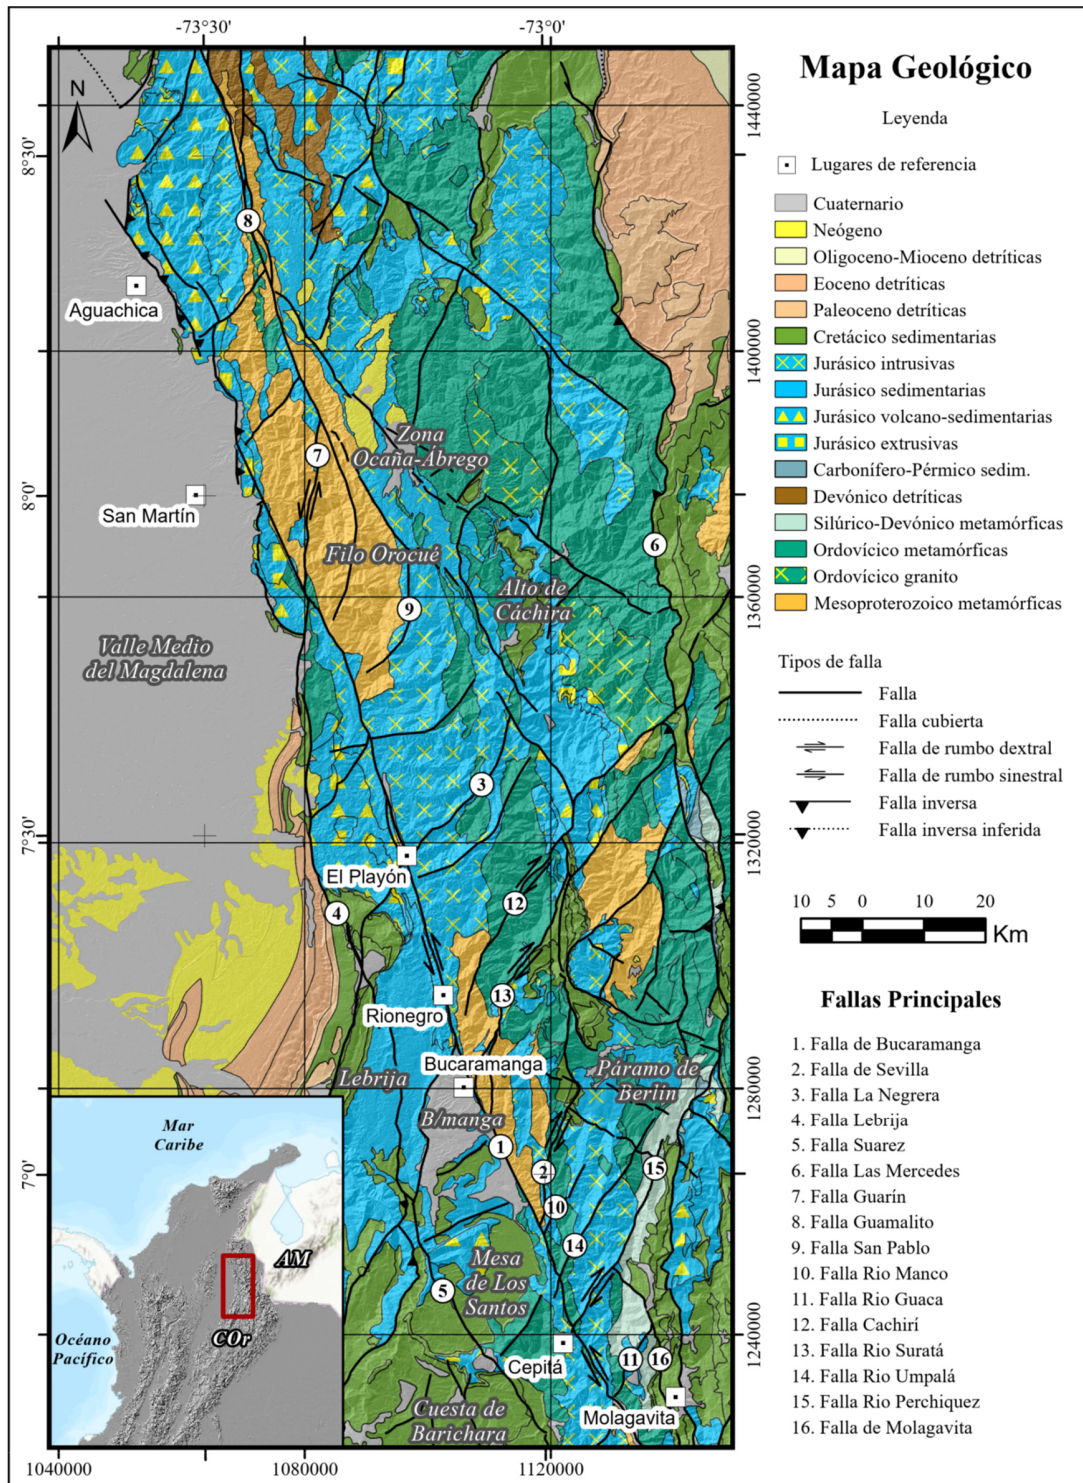 -73°30'
-73°0'
Mapa Geológico
Leyenda
Lugares de referencia
Cuaternario
Neógeno
Oligoceno-Mioceno detríticas
Eoceno detríticas
Paleoceno detríticas
Cretácico sedimentarias
Jurásico intrusivas
Jurásico sedimentarias
Jurásico volcano-sedimentarias
Jurásico extrusivas
Carbonífero-Pérmico sedim.
Devónico detríticas
Silúrico-Devónico metamórficas
Ordovícico metamórficas
Ordovícico granito
Mesoproterozoico metamórficas
Tipos de falla
Falla
Falla cubierta
Falla de rumbo dextral
Falla de rumbo sinestral
Falla inversa
Falla inversa inferida
10 5 0 10 20
Km
Fallas Principales
1. Falla de Bucaramanga
2. Falla de Sevilla
3. Falla La Negrera
4. Falla Lebrija
5. Falla Suarez
6. Falla Las Mercedes
7. Falla Guarín
8. Falla Guamalito
9. Falla San Pablo
10. Falla Rio Manco
11. Falla Rio Guaca
12. Falla Cachirí
13. Falla Rio Suratá
14. Falla Rio Umpalá
15. Falla Rio Perchiquez
16. Falla de Molagavita
N
8°30'
8°0'
7°30'
7°0'
1440000
1400000
1360000
1320000
1280000
1240000
8
Aguachica
Zona
Ocaña-Ábrego
7
San Martín
6
Filo Orocué
Alto de
Cáchira
9
Valle Medio
del Magdalena
3
El Playón
12
4
13
Rionegro
Bucaramanga
Lebrija
Páramo de
Berlín
B/manga
1
2
15
10
14
Mesa
de Los
Santos
5
Cepitá
11
16
Molagavita
Cuesta de
Barichara
Mar
Caribe
AM
COr
Océano
Pacífico
1040000
1080000
1120000